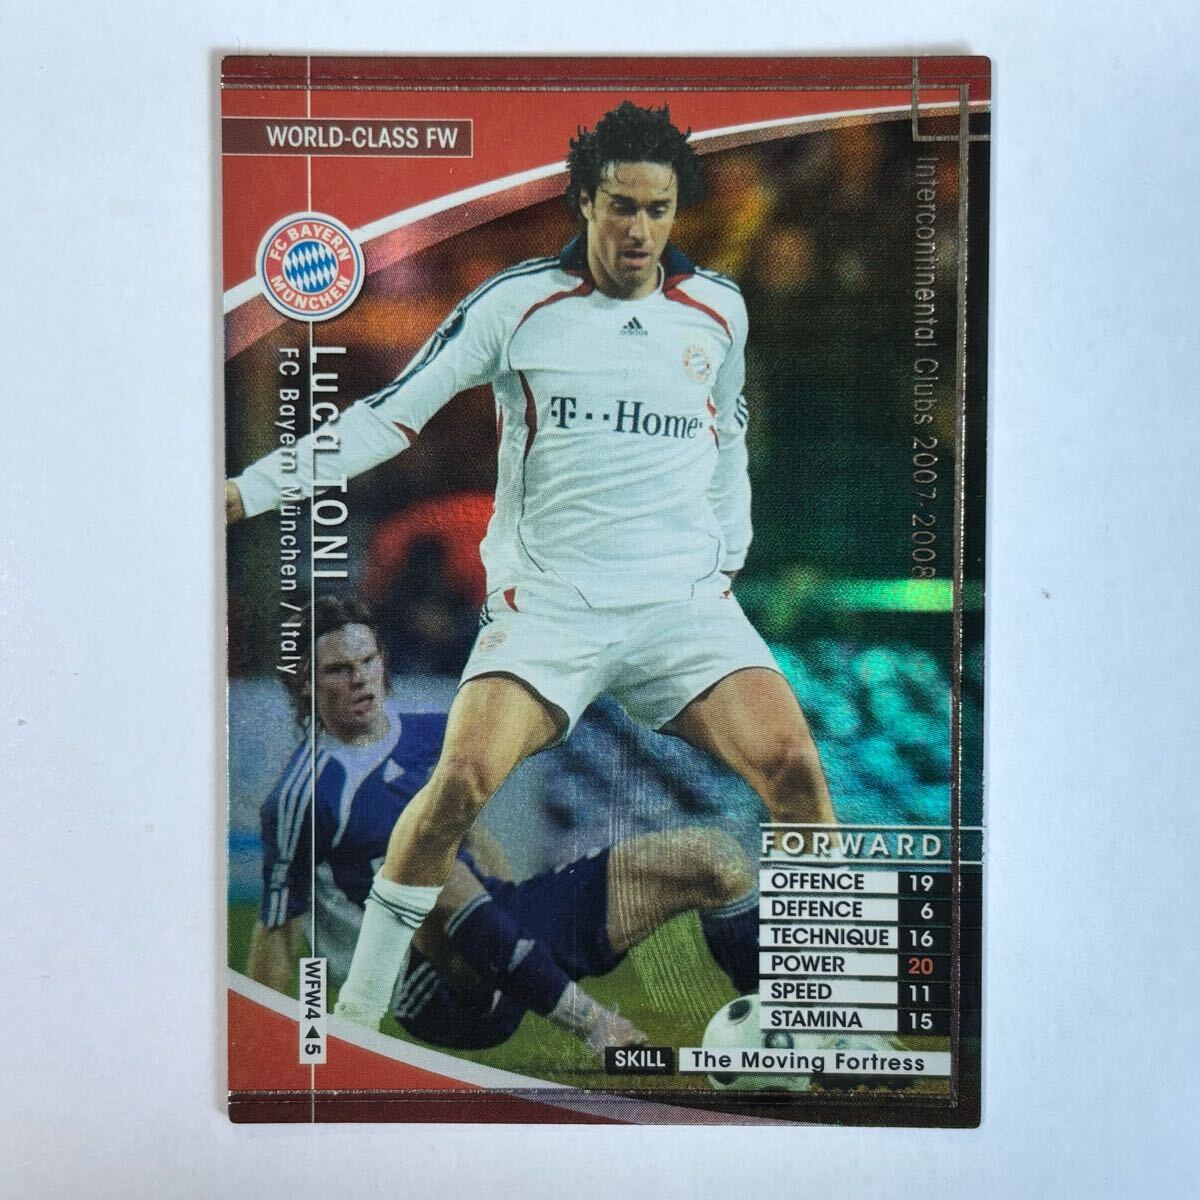 WORLD-CLASS FW
FC BAYERN
MÜNCHEN
Luca TONI
FC Bayern München / Italy
Intercontinental Clubs 2007-2008
adidas
T··Home·
FORWARD
OFFENCE 19
DEFENCE 6
TECHNIQUE 16
POWER 20
SPEED 11
STAMINA 15
SKILL The Moving Fortress
WFW4◀5